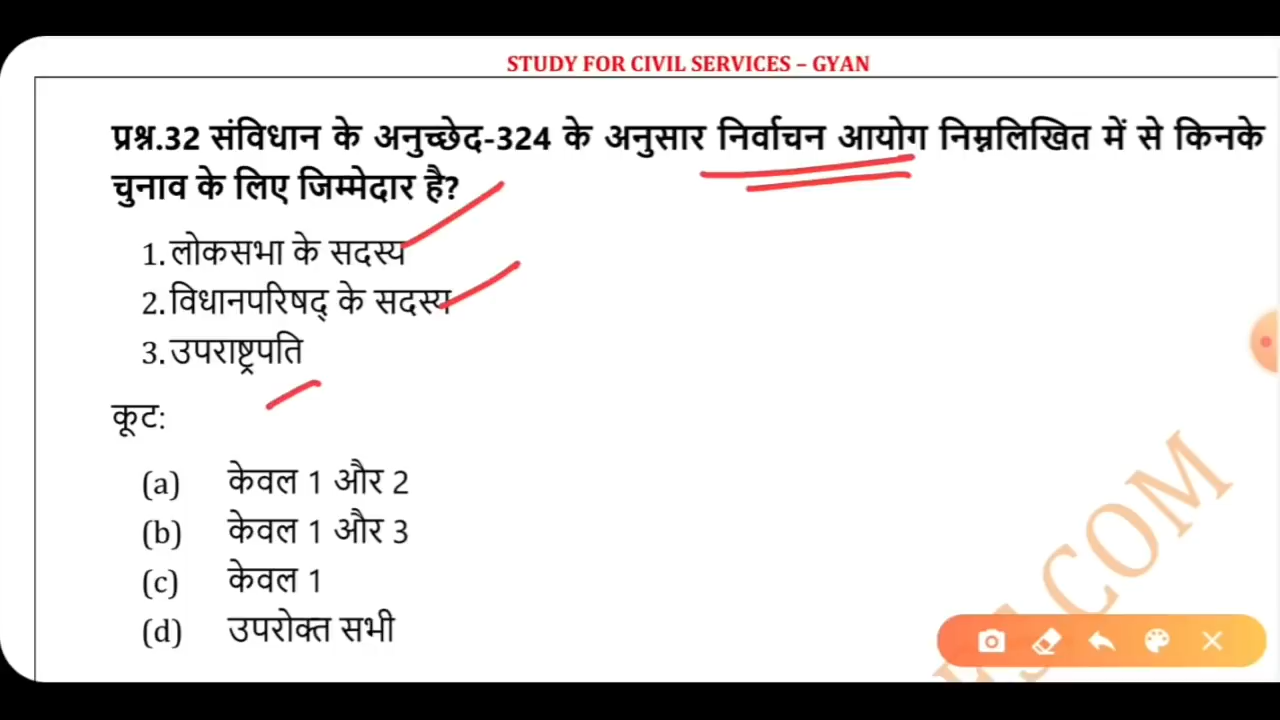 STUDY FOR CIVIL SERVICES – GYAN
प्रश्न.32 संविधान के अनुच्छेद-324 के अनुसार निर्वाचन आयोग निम्नलिखित में से किनके
चुनाव के लिए जिम्मेदार है?
1. लोकसभा के सदस्य
2. विधानपरिषद् के सदस्य
3. उपराष्ट्रपति
कूट:
(a) केवल 1 और 2
(b) केवल 1 और 3
(c) केवल 1
(d) उपरोक्त सभी
.COM